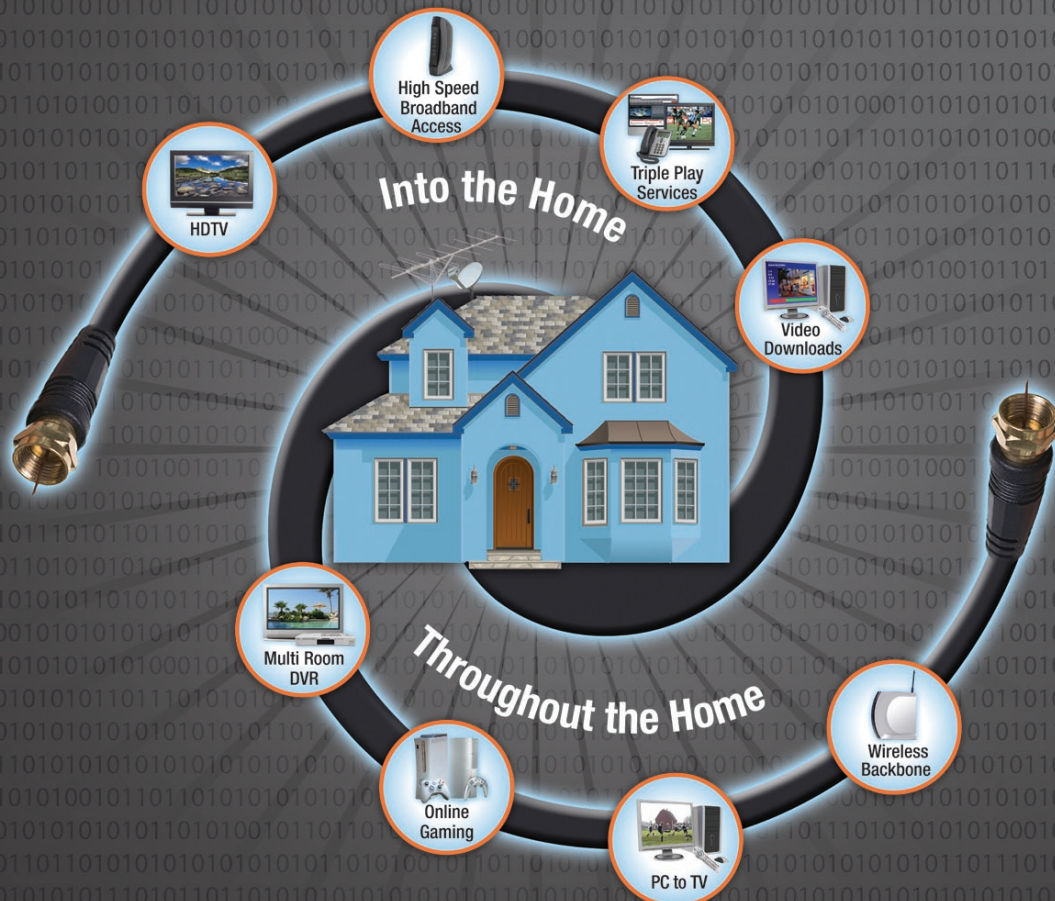 High Speed
Broadband
Access
Triple Play
Services
HDTV
Into the Home
Video
Downloads
Multi Room
DVR
Throughout the Home
Wireless
Backbone
Online
Gaming
PC to TV